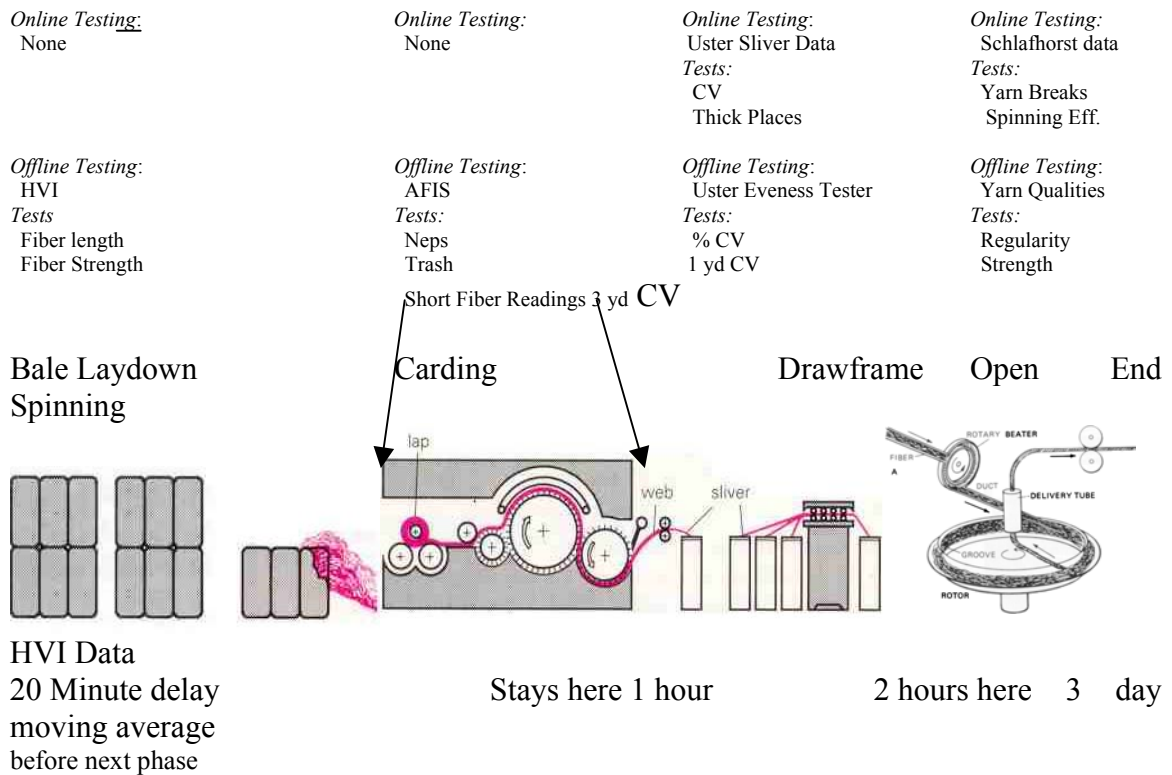 Online Testing:
None
Online Testing:
None
Online Testing:
Uster Sliver Data
Tests:
CV
Thick Places
Online Testing:
Schlafhorst data
Tests:
Yarn Breaks
Spinning Eff.
Offline Testing:
HVI
Tests
Fiber length
Fiber Strength
Offline Testing:
AFIS
Tests:
Neps
Trash
Offline Testing:
Uster Eveness Tester
Tests:
% CV
1 yd CV
Offline Testing:
Yarn Qualities
Tests:
Regularity
Strength
Short Fiber Readings 3 yd CV
Bale Laydown Carding Drawframe Open End
Spinning
lap
web
sliver
ROTARY BEATER
FIBER
A
DUCT
DELIVERY TUBE
GROOVE
ROTOR
HVI Data
20 Minute delay Stays here 1 hour 2 hours here 3 day
moving average
before next phase